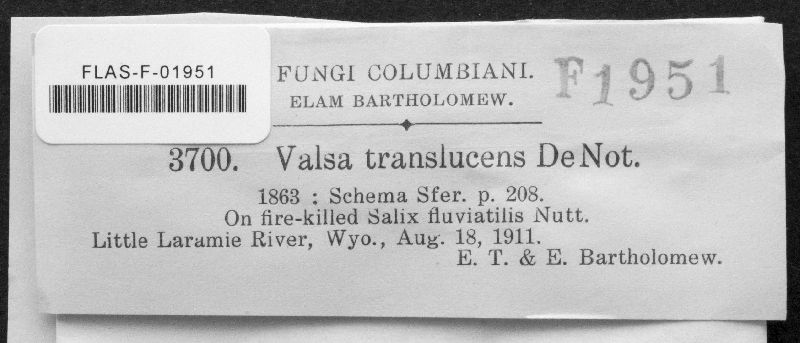 FLAS-F-01951
FUNGI COLUMBIANI.
F1951
ELAM BARTHOLOMEW.
3700. Valsa translucens De Not.
1863 : Schema Sfer. p. 208.
On fire-killed Salix fluviatilis Nutt.
Little Laramie River, Wyo., Aug. 18, 1911.
E. T. & E. Bartholomew.